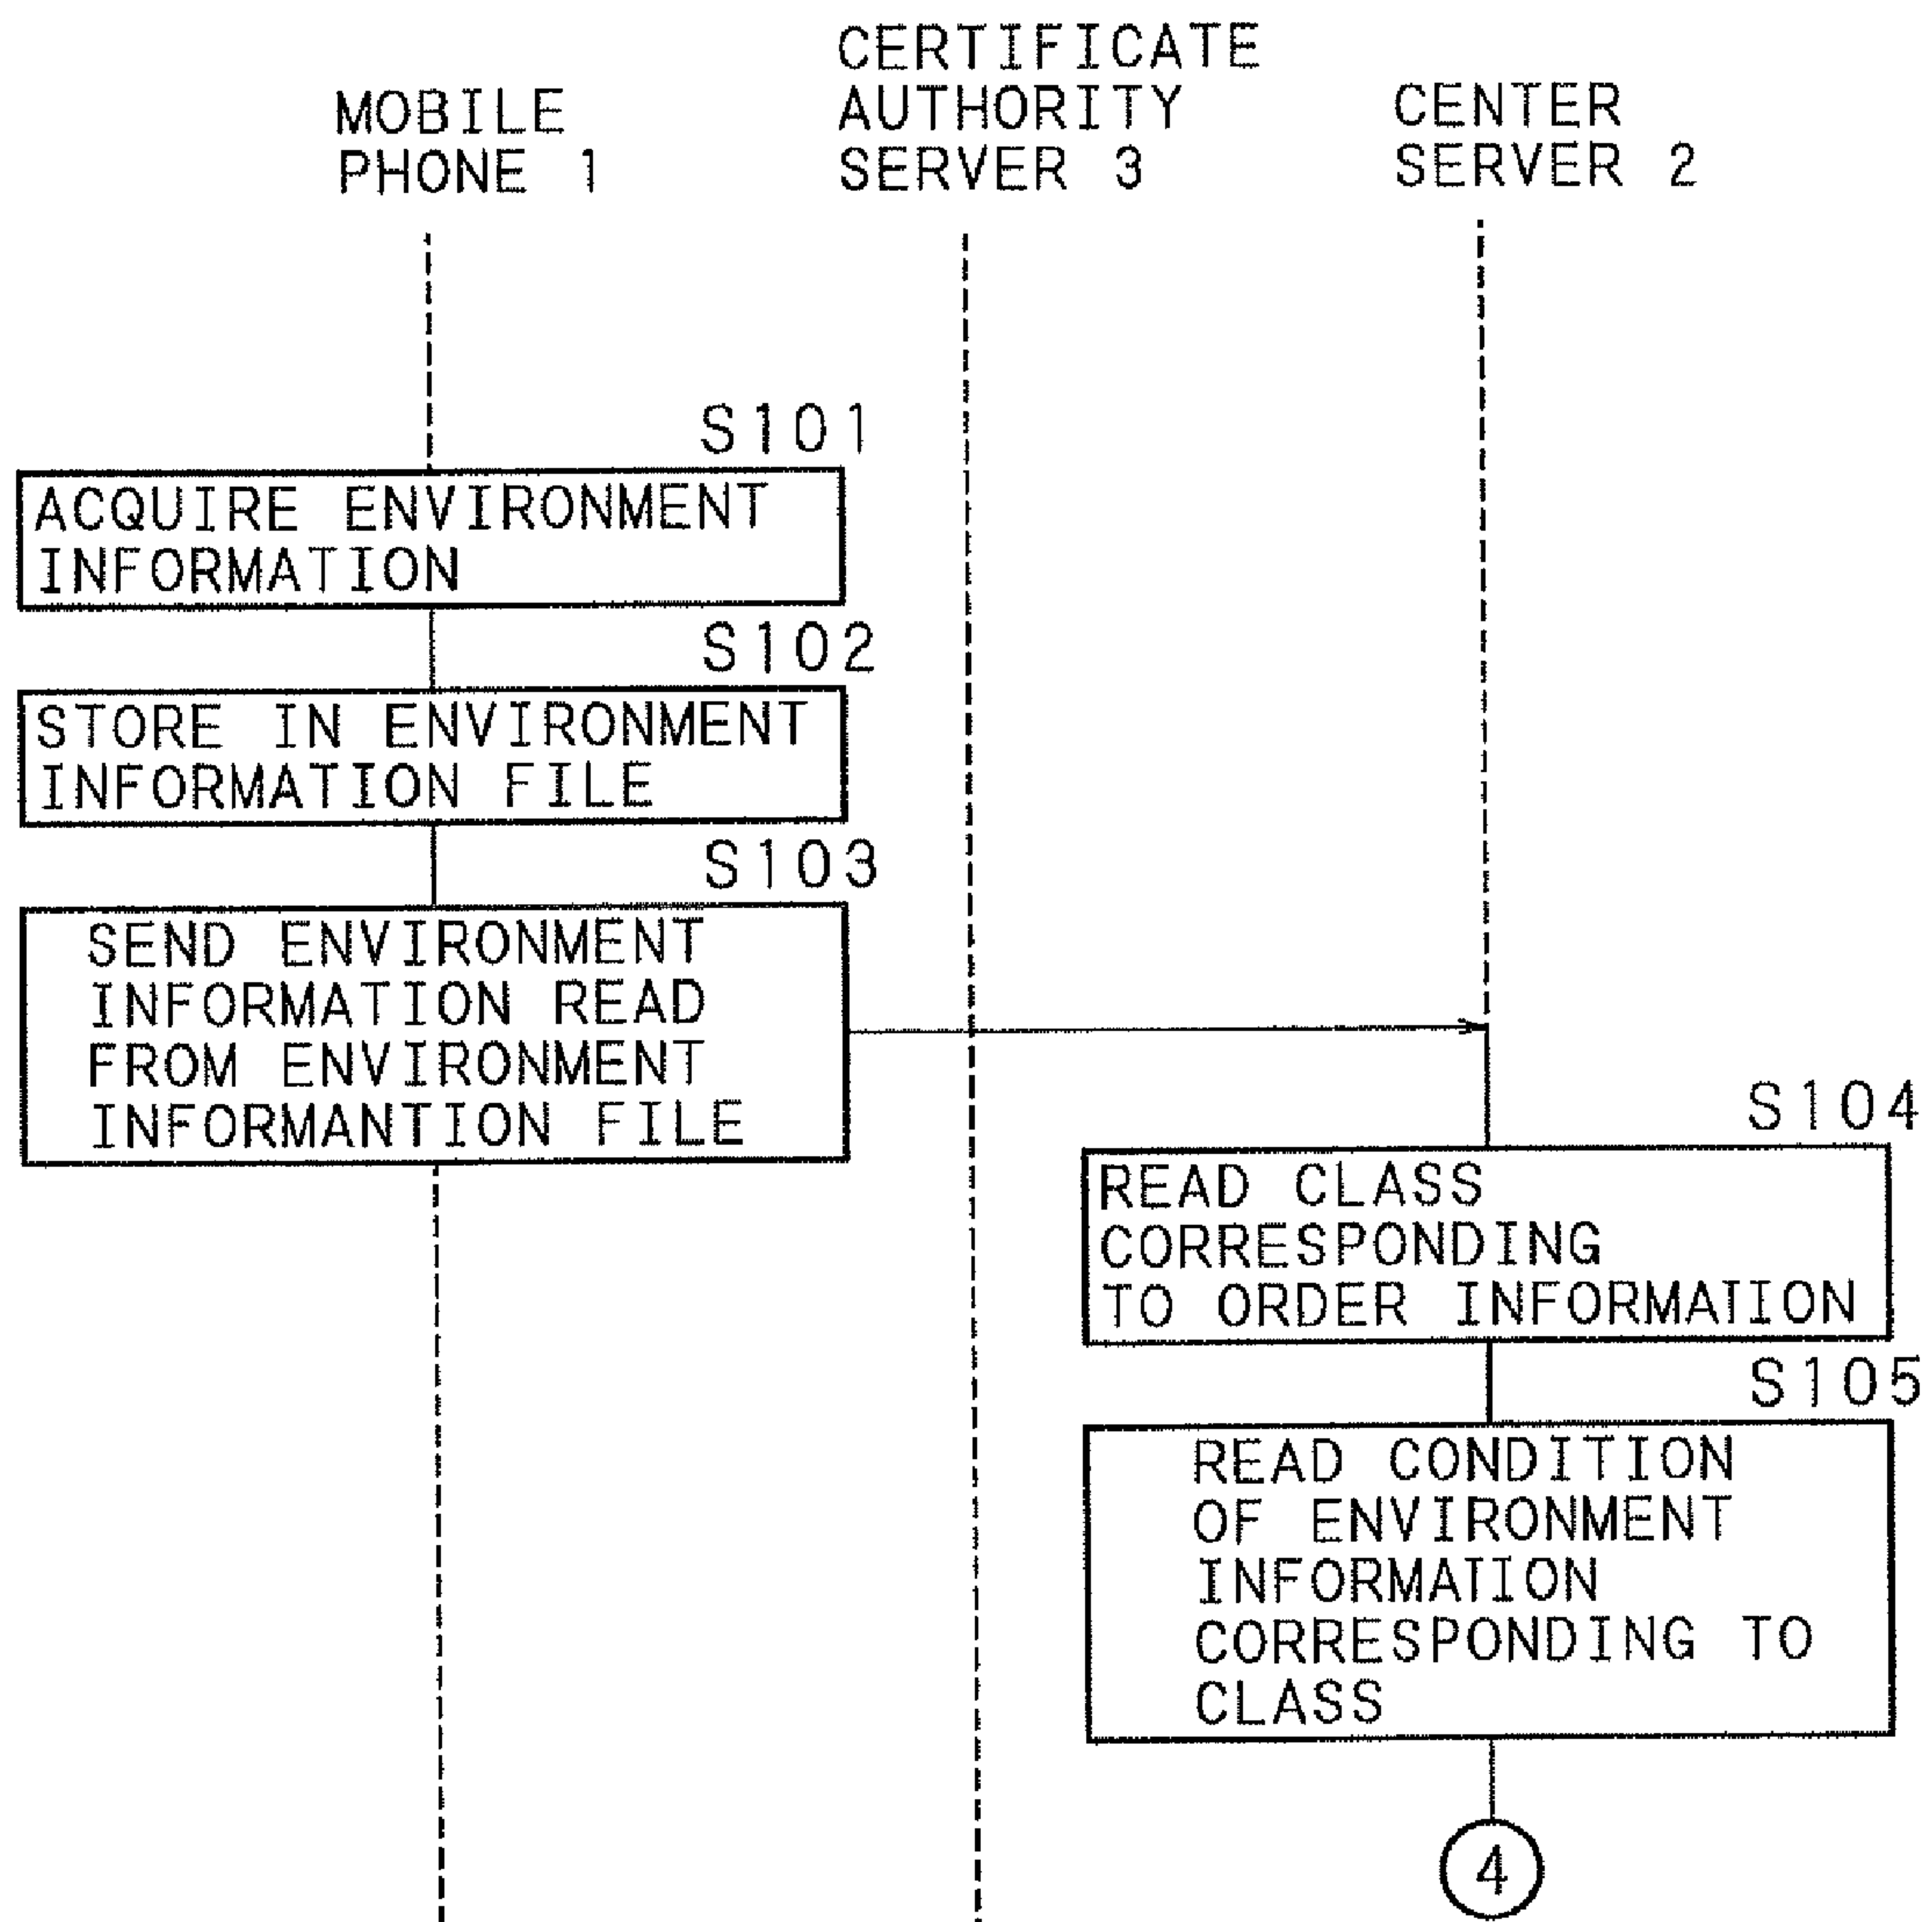 MOBILE
PHONE 1
CERTIFICATE
AUTHORITY
SERVER 3
CENTER
SERVER 2
S101
ACQUIRE ENVIRONMENT
INFORMATION
S102
STORE IN ENVIRONMENT
INFORMATION FILE
S103
SEND ENVIRONMENT
INFORMATION READ
FROM ENVIRONMENT
INFORMANTION FILE
S104
READ CLASS
CORRESPONDING
TO ORDER INFORMATION
S105
READ CONDITION
OF ENVIRONMENT
INFORMATION
CORRESPONDING TO
CLASS
4